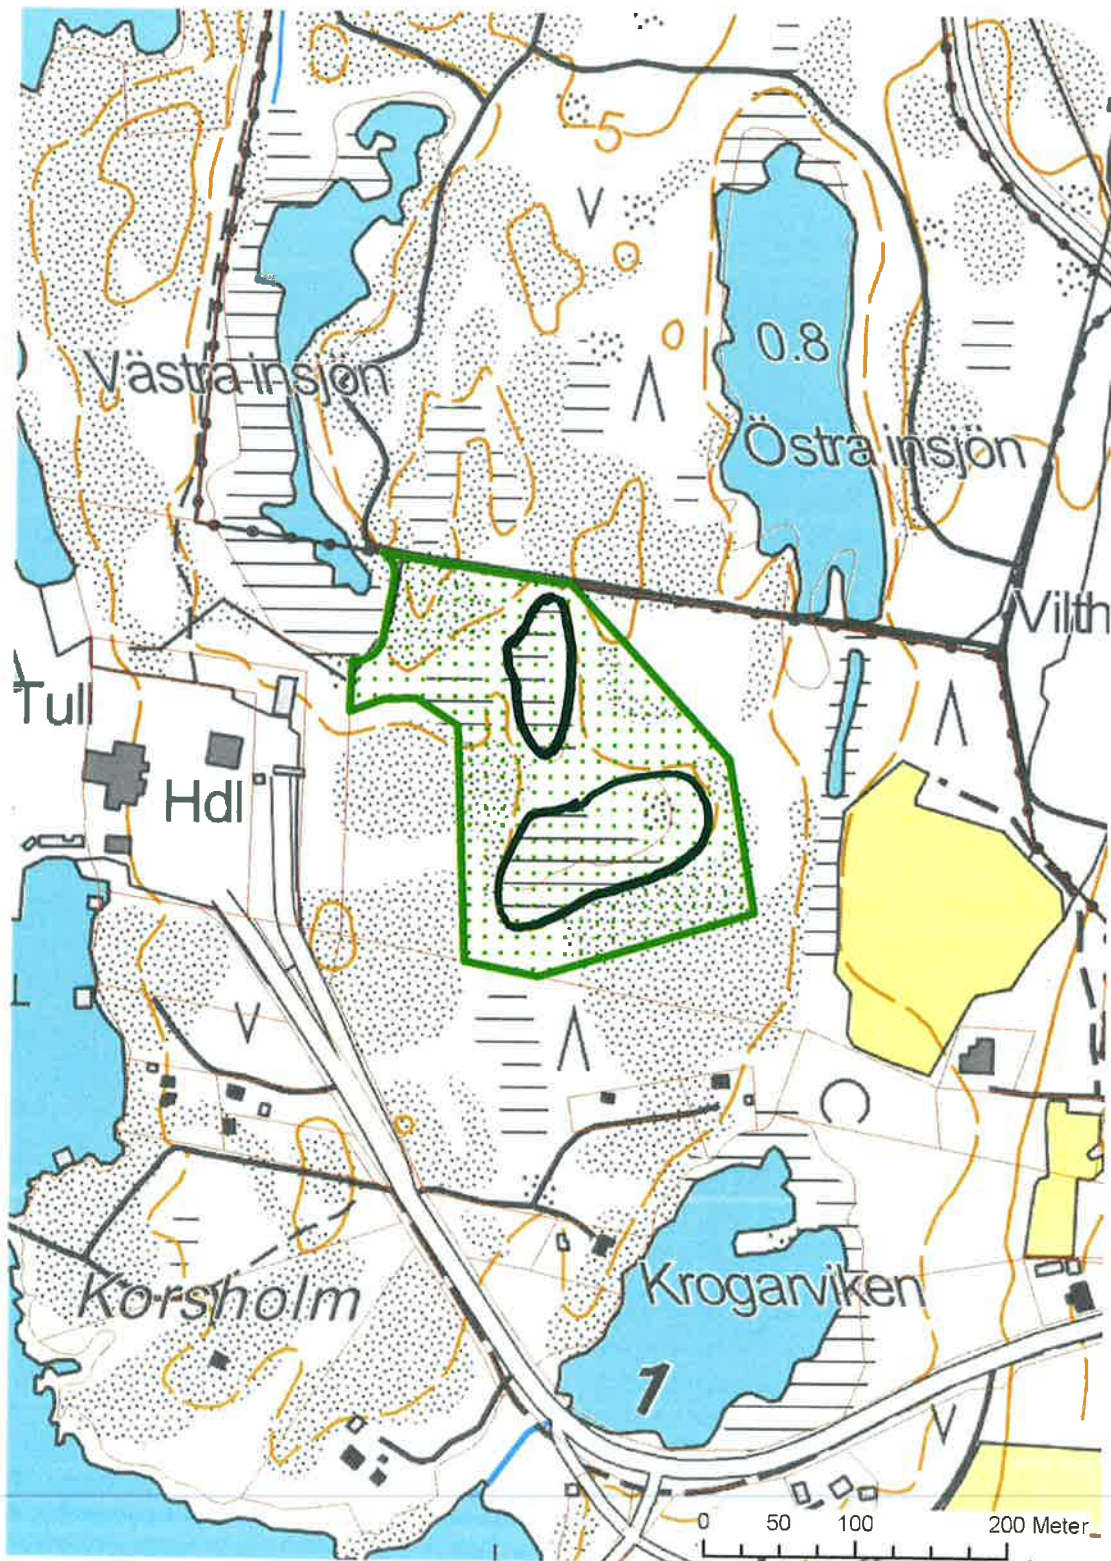 5
0.8
Västra insjön
Östra insjön
Vilth
Tull
Hdl
Korsholm
Krogarviken
1
0 50 100 200 Meter